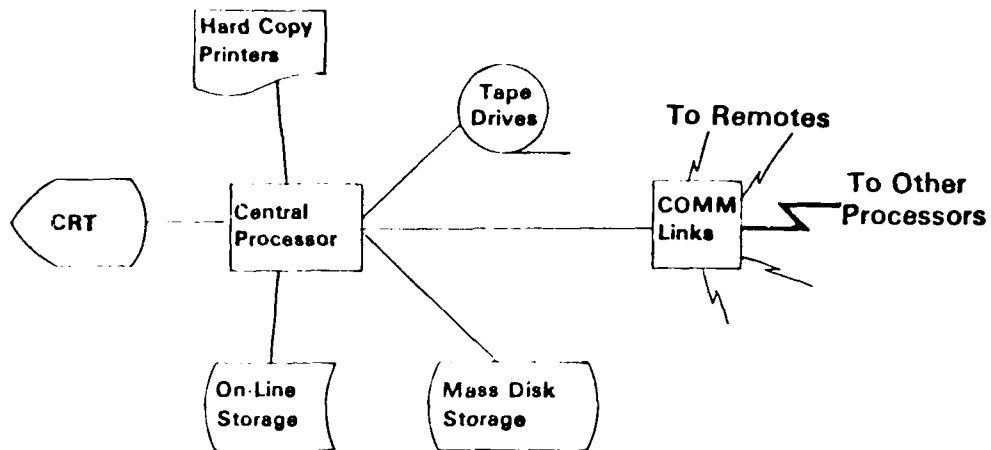 Hard Copy
Printers
Tape
Drives
To Remotes
CRT
Central
Processor
COMM
Links
To Other
Processors
On-Line
Storage
Mass Disk
Storage